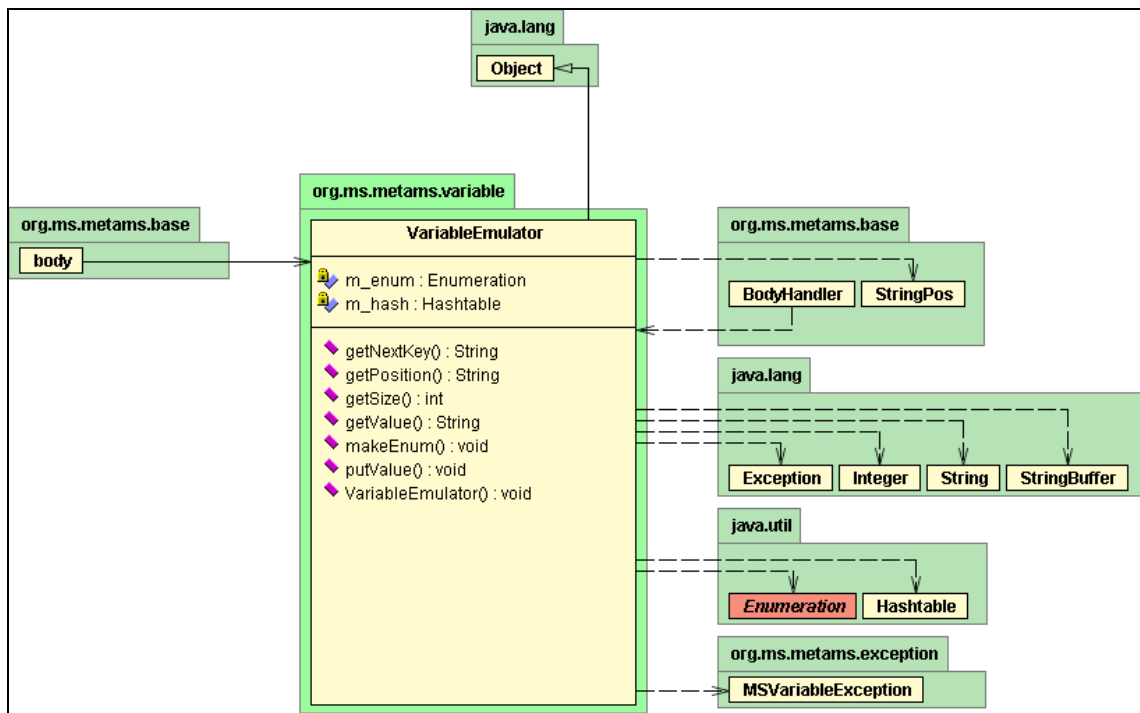 java.lang
Object
org.ms.metams.variable
VariableEmulator
m_enum : Enumeration
m_hash : Hashtable
getNextKey() : String
getPosition() : String
getSize() : int
getValue() : String
makeEnum() : void
putValue() : void
VariableEmulator() : void
org.ms.metams.base
body
org.ms.metams.base
BodyHandler StringPos
java.lang
Exception Integer String StringBuffer
java.util
Enumeration Hashtable
org.ms.metams.exception
MSVariableException